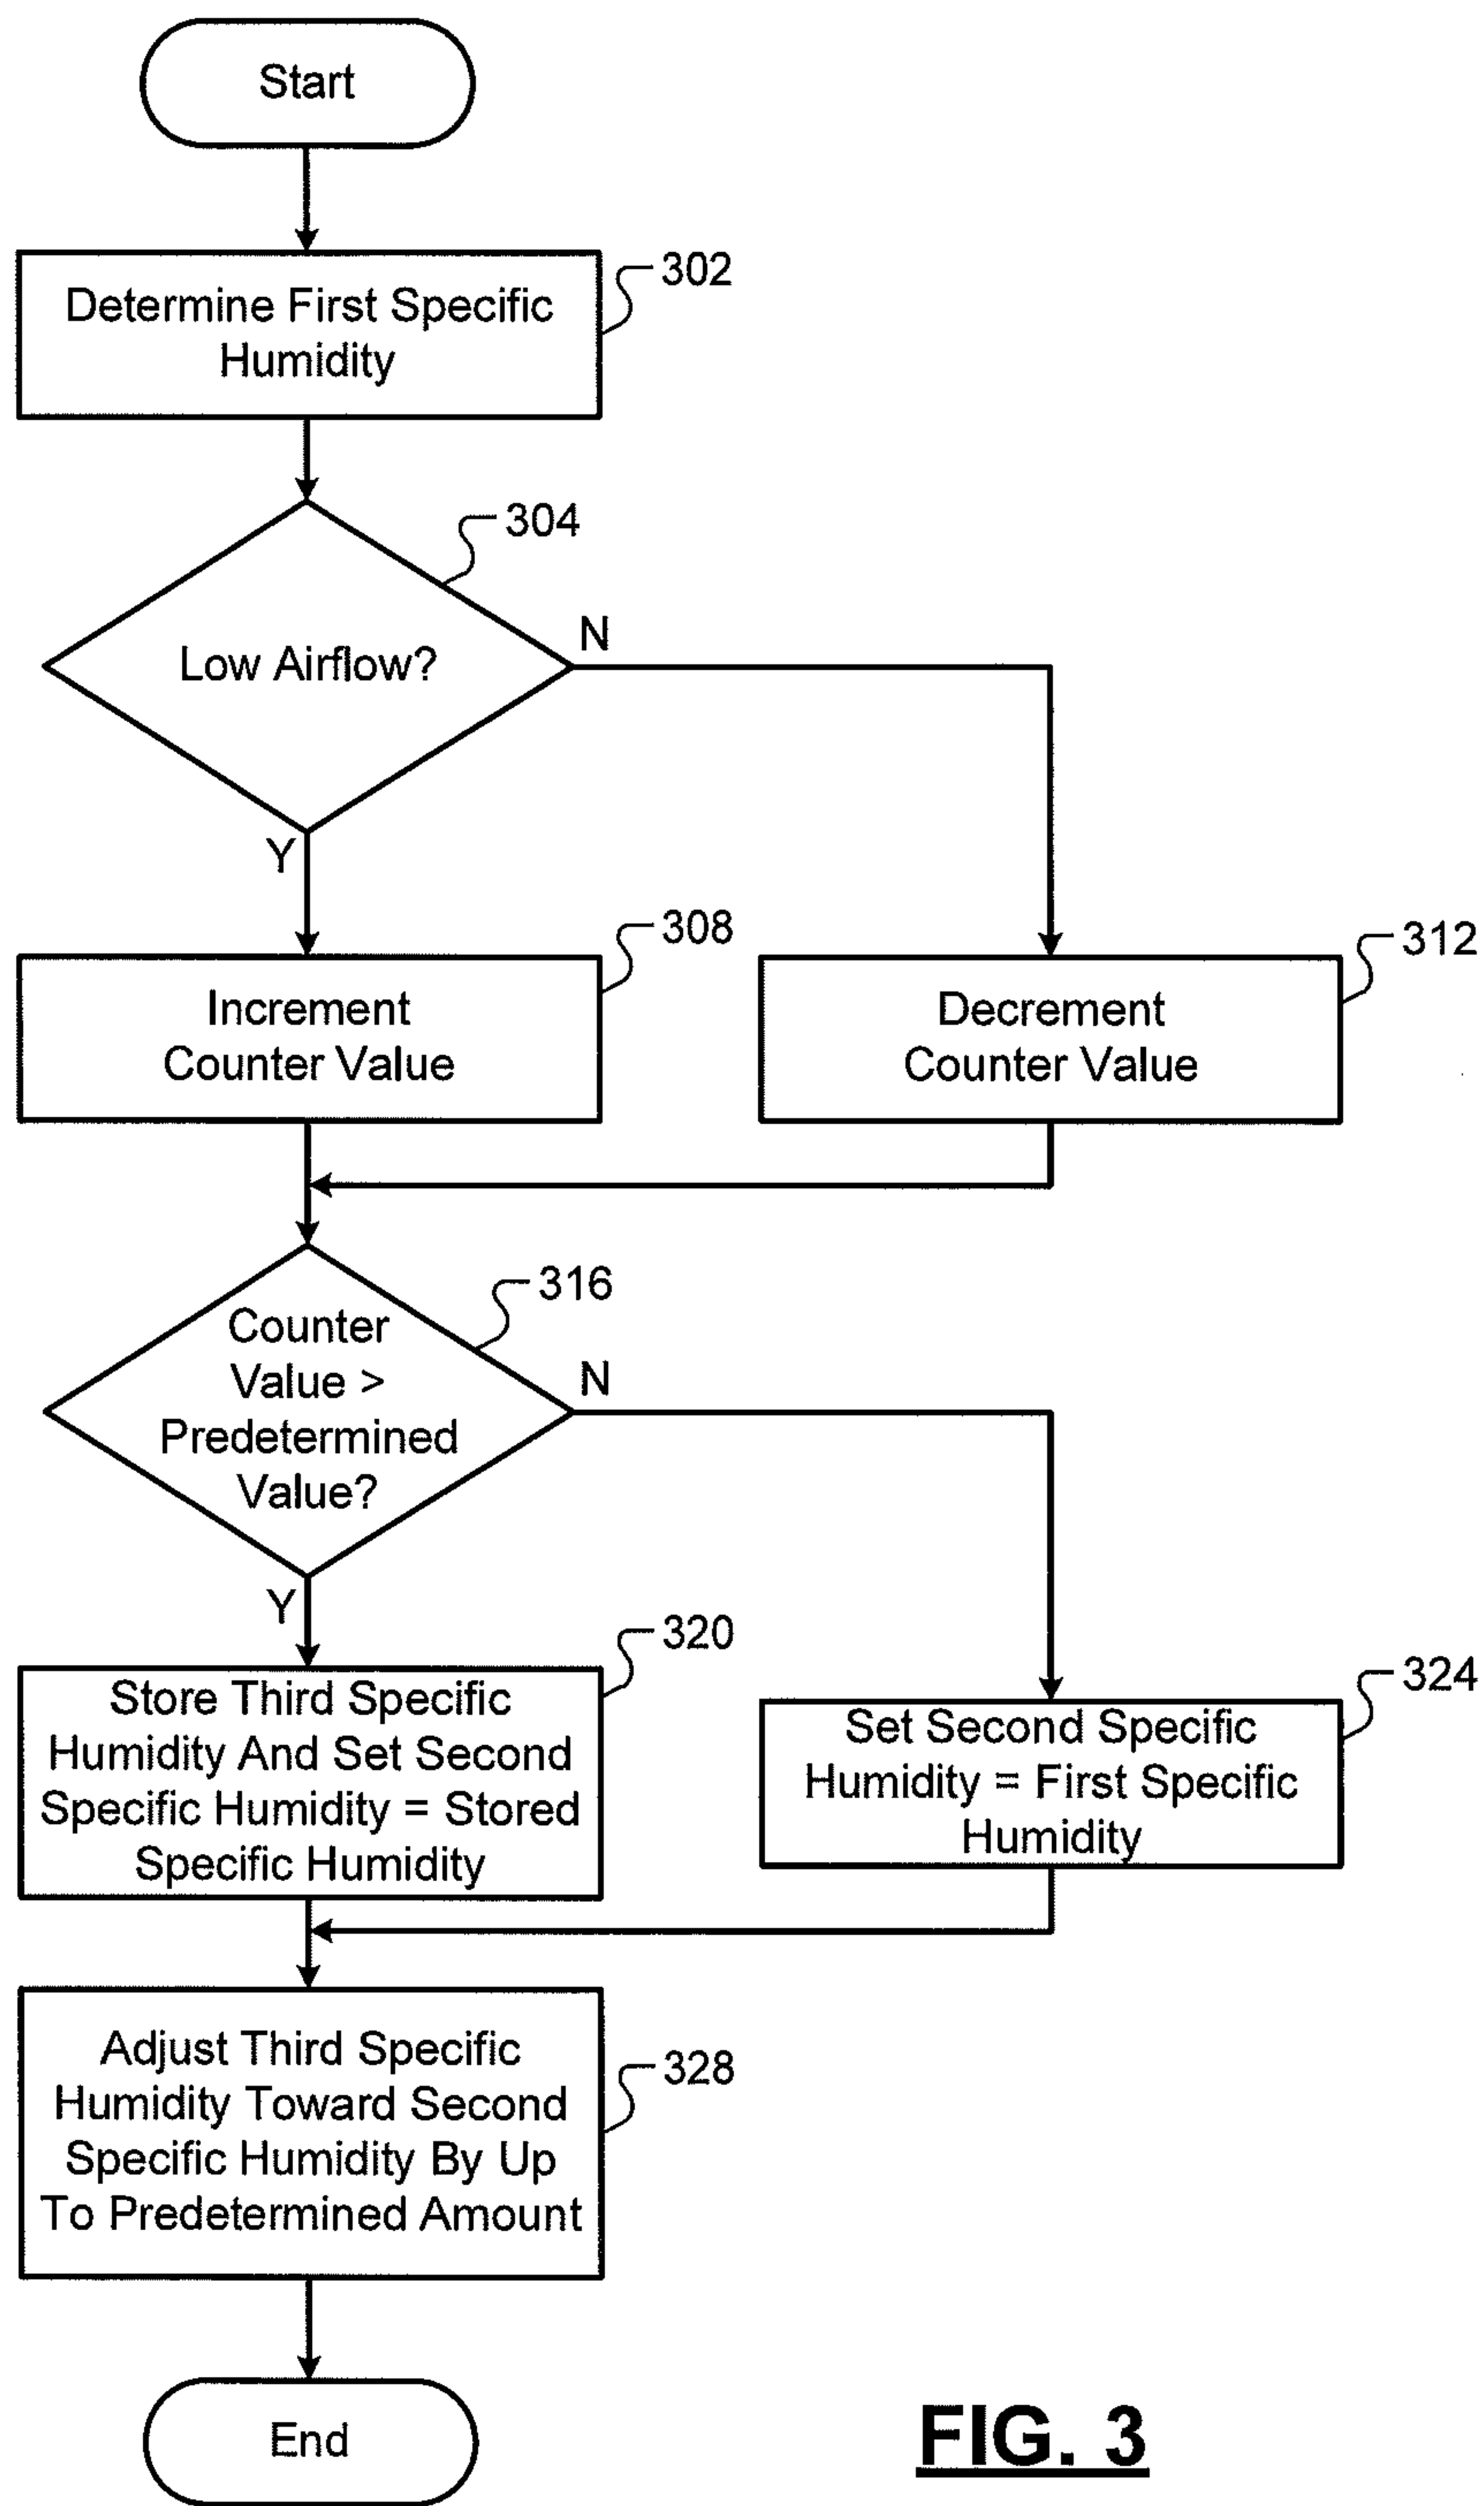 Start
302
Determine First Specific
Humidity
304
N
Low Airflow?
Y
308
312
Increment
Counter Value
Decrement
Counter Value
316
Counter
Value >
Predetermined
Value?
N
Y
320
324
Store Third Specific
Humidity And Set Second
Specific Humidity = Stored
Specific Humidity
Set Second Specific
Humidity = First Specific
Humidity
328
Adjust Third Specific
Humidity Toward Second
Specific Humidity By Up
To Predetermined Amount
End
FIG. 3